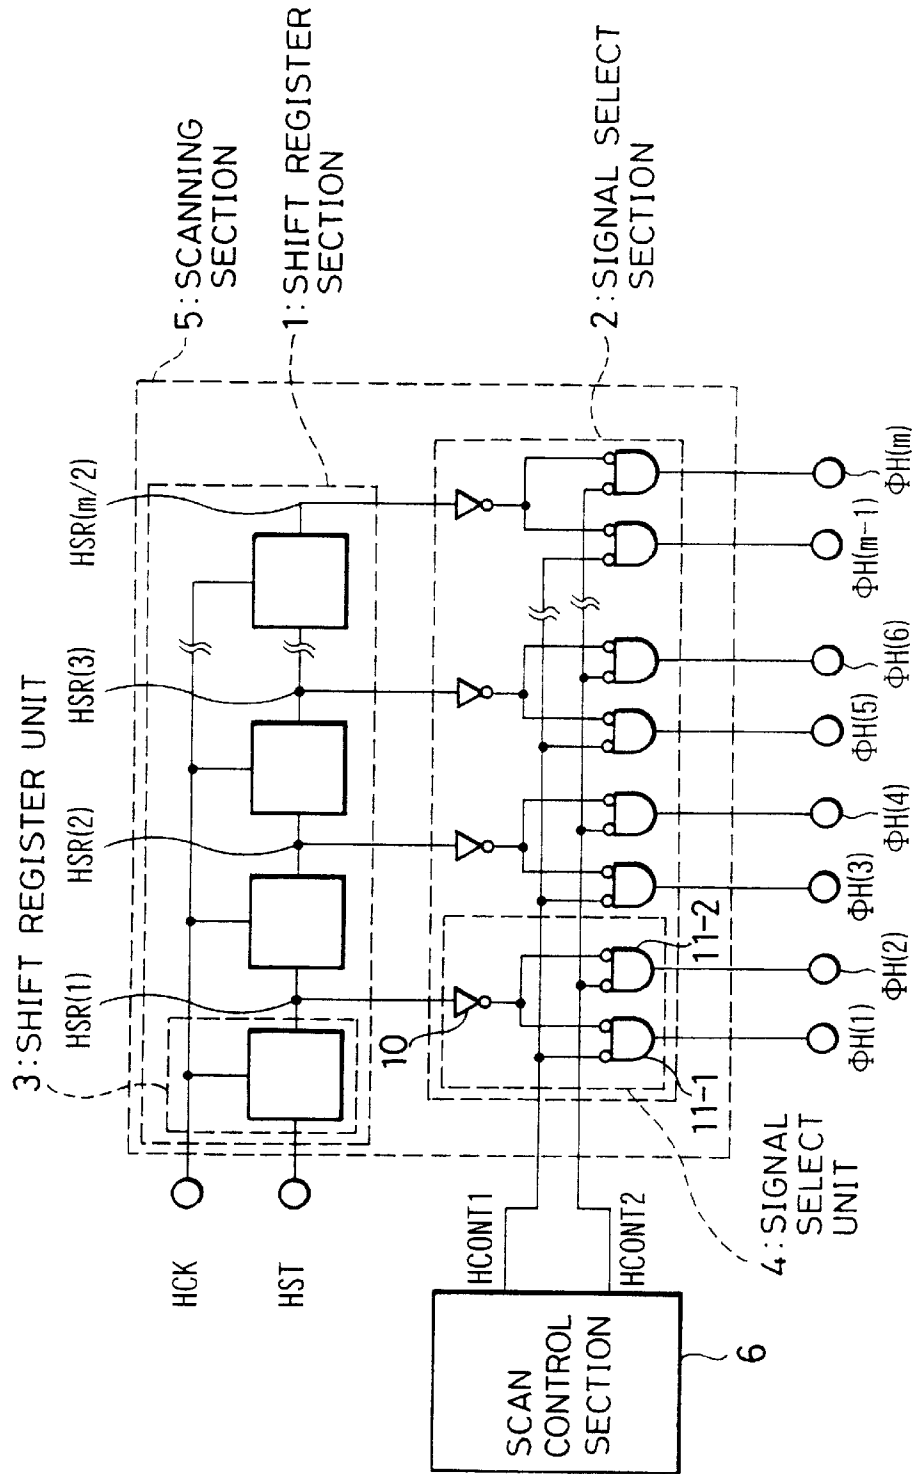 5:SCANNING
SECTION
1:SHIFT REGISTER
SECTION
2:SIGNAL SELECT
SECTION
3:SHIFT REGISTER UNIT
HSR(1)
HSR(2)
HSR(3)
HSR(m/2)
HCK
HST
10
11-1
11-2
HCONT1
HCONT2
SCAN
CONTROL
SECTION
6
4:SIGNAL
SELECT
UNIT
ΦH(1)
ΦH(2)
ΦH(3)
ΦH(4)
ΦH(5)
ΦH(6)
ΦH(m-1)
ΦH(m)